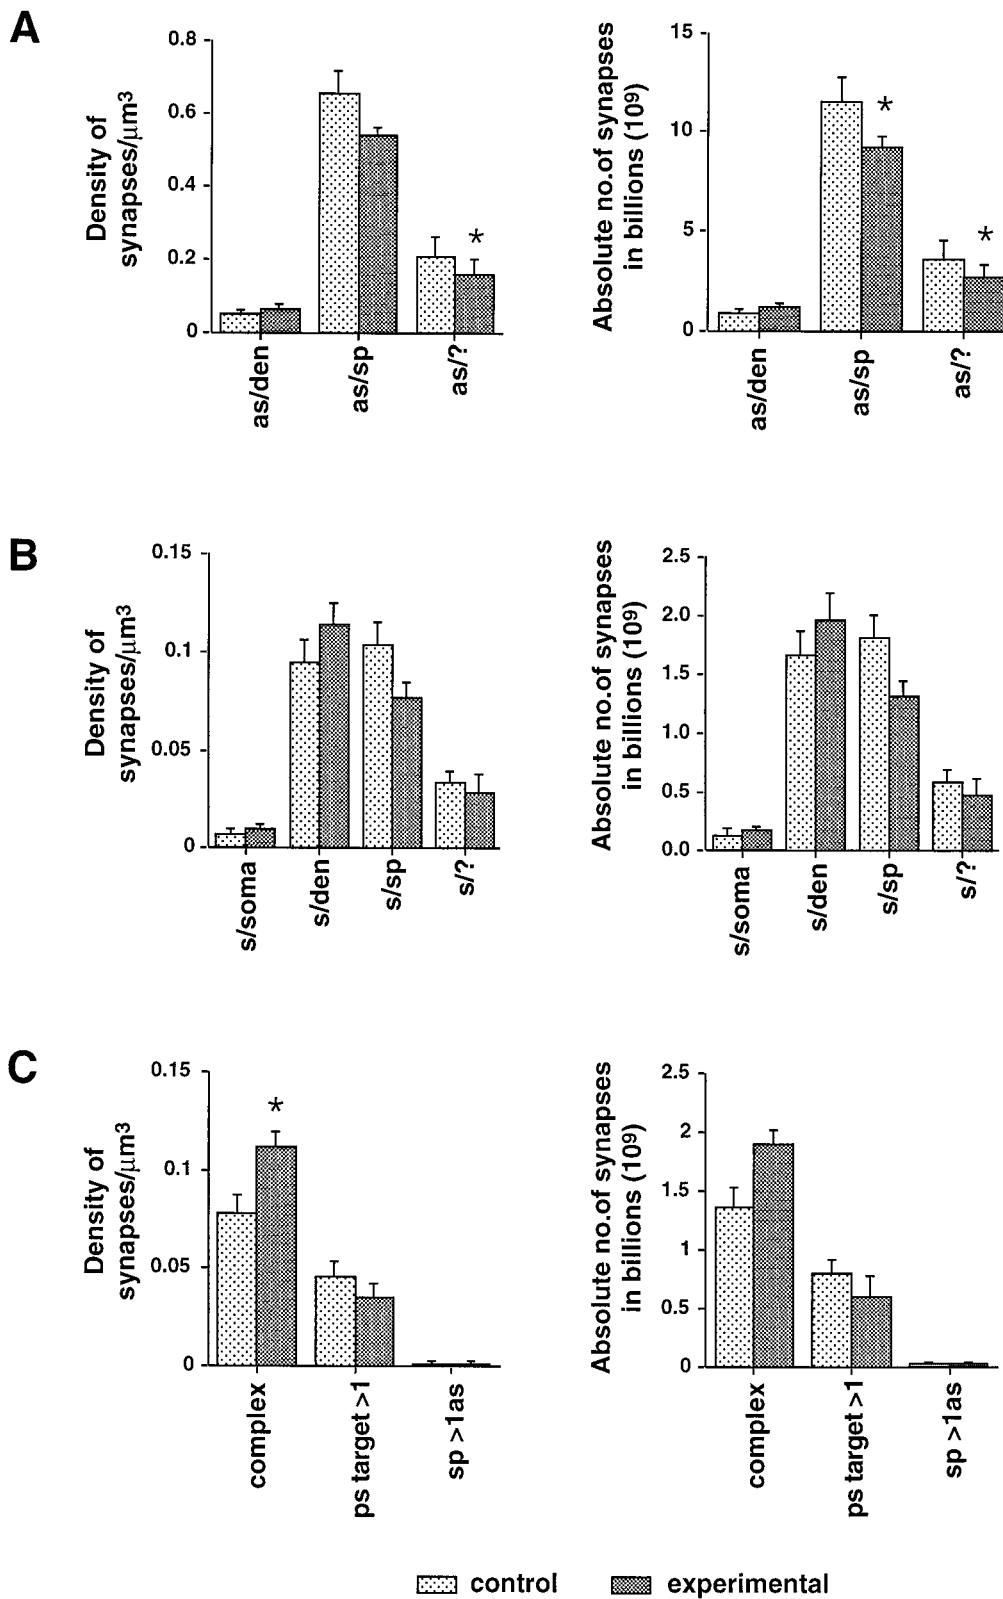 A
Density of
synapses/μm³
0.8
0.6
0.4
0.2
0
*
as/den
as/sp
as/?
Absolute no.of synapses
in billions (10⁹)
15
10
5
0
*
*
as/den
as/sp
as/?
B
Density of
synapses/μm³
0.15
0.1
0.05
0
s/soma
s/den
s/sp
s/?
Absolute no.of synapses
in billions (10⁹)
2.5
2.0
1.5
1.0
0.5
0.0
s/soma
s/den
s/sp
s/?
C
Density of
synapses/μm³
0.15
0.1
0.05
0
*
complex
ps target >1
sp >1as
Absolute no.of synapses
in billions (10⁹)
2.5
2
1.5
1
0.5
0
complex
ps target >1
sp >1as
control
experimental